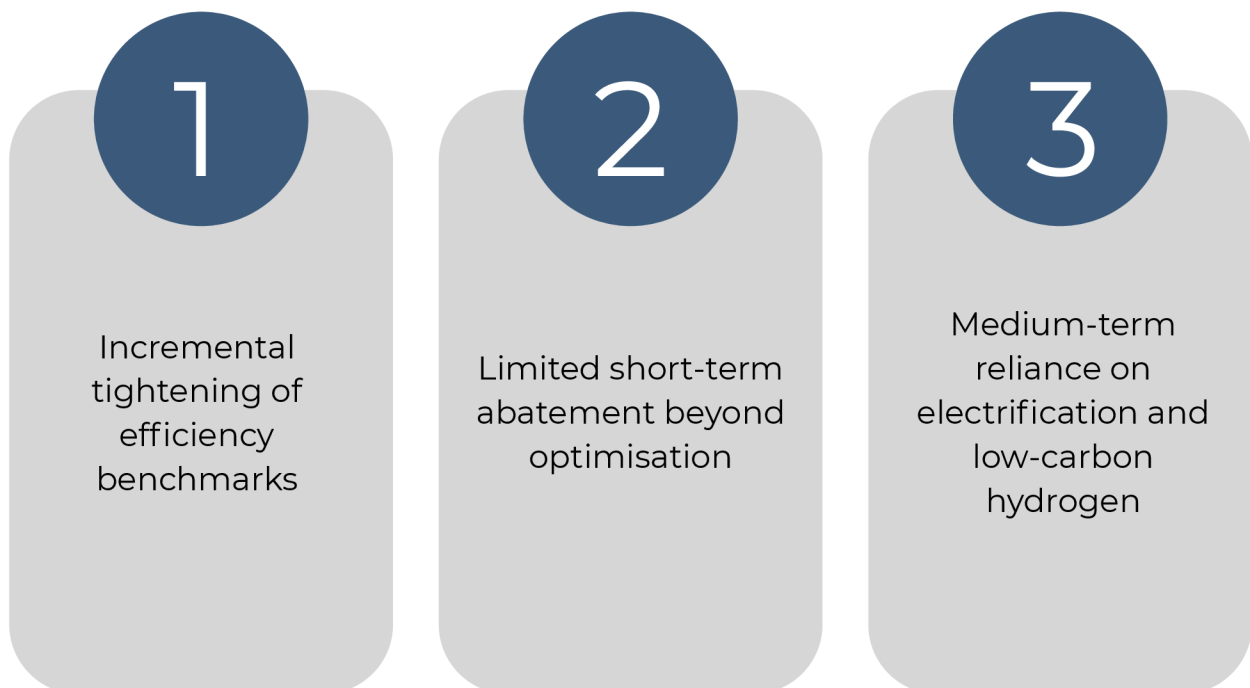 1
Incremental
tightening of
efficiency
benchmarks
2
Limited short-term
abatement beyond
optimisation
3
Medium-term
reliance on
electrification and
low-carbon
hydrogen